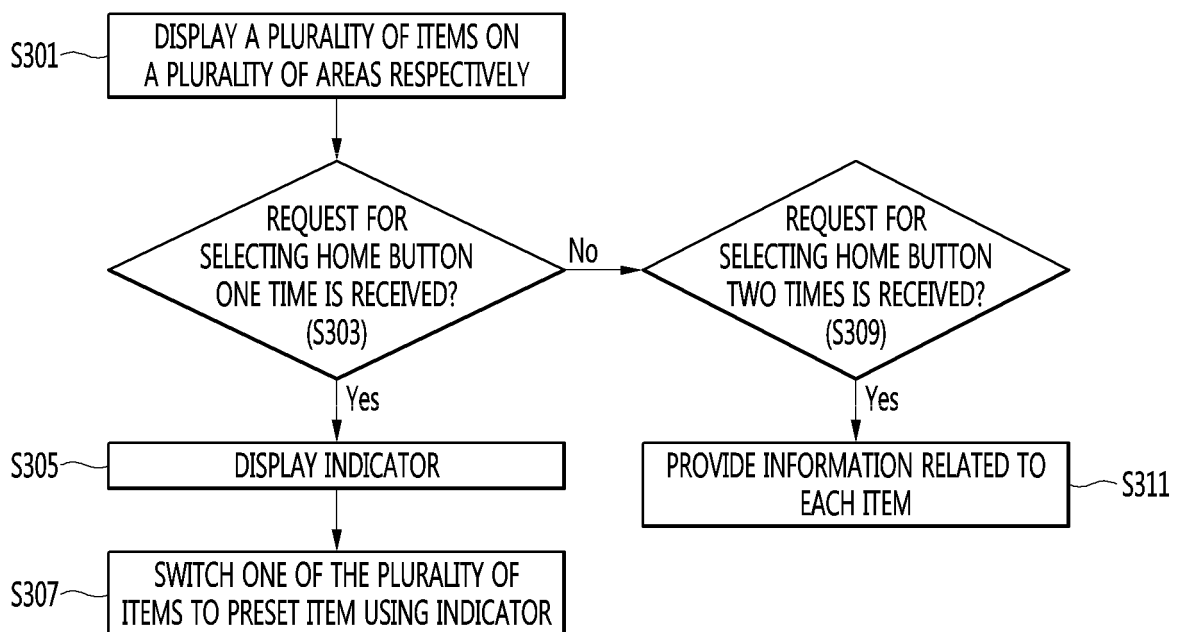 S301
DISPLAY A PLURALITY OF ITEMS ON
A PLURALITY OF AREAS RESPECTIVELY
REQUEST FOR
SELECTING HOME BUTTON
ONE TIME IS RECEIVED?
(S303)
No
REQUEST FOR
SELECTING HOME BUTTON
TWO TIMES IS RECEIVED?
(S309)
Yes
Yes
S305
DISPLAY INDICATOR
PROVIDE INFORMATION RELATED TO
EACH ITEM
S311
S307
SWITCH ONE OF THE PLURALITY OF
ITEMS TO PRESET ITEM USING INDICATOR